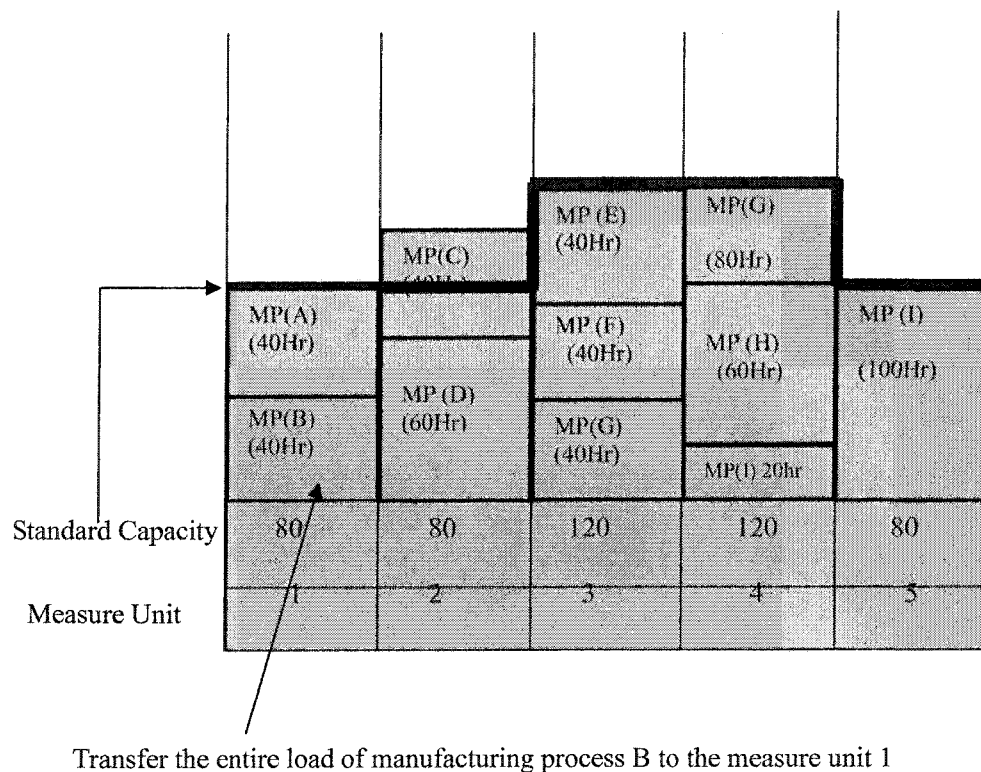 MP (E)
(40Hr)
MP(G)
(80Hr)
MP(C)
(40Hr)
MP(A)
(40Hr)
MP (F)
(40Hr)
MP (H)
(60Hr)
MP (I)
(100Hr)
MP(B)
(40Hr)
MP (D)
(60Hr)
MP(G)
(40Hr)
MP(I) 20hr
Standard Capacity 80 80 120 120 80
Measure Unit 1 2 3 4 5
Transfer the entire load of manufacturing process B to the measure unit 1